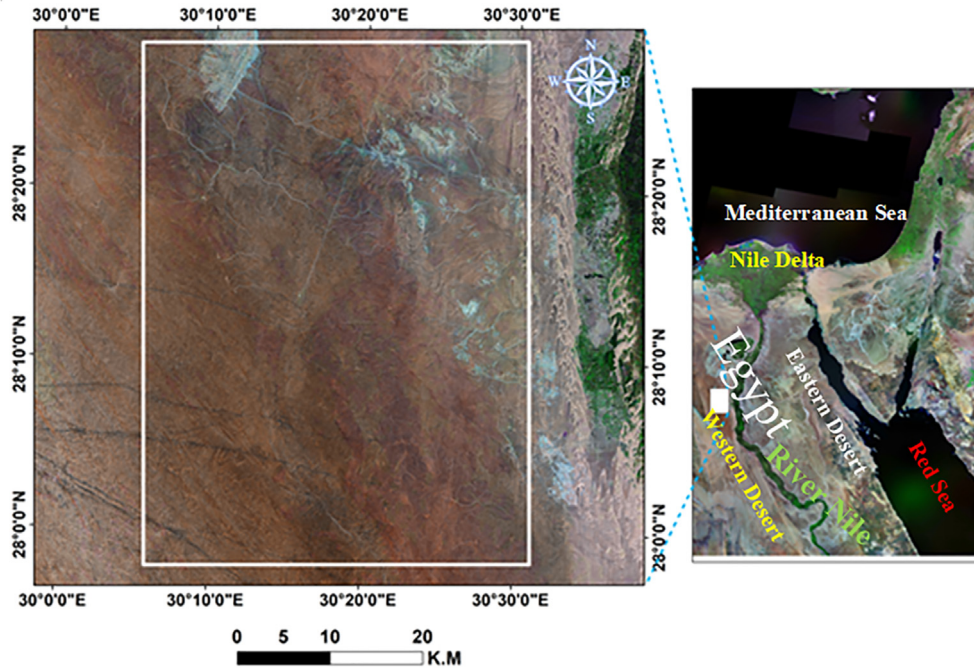 30°0'0"E 30°10'0"E 30°20'0"E 30°30'0"E
N
W E
S
28°20'0"N
28°10'0"N
28°0'0"N
28°20'0"N
28°10'0"N
28°0'0"N
30°0'0"E 30°10'0"E 30°20'0"E 30°30'0"E
0 5 10 20
K.M
Mediterranean Sea
Nile Delta
Egypt
Eastern Desert
Western Desert
River Nile
Red Sea